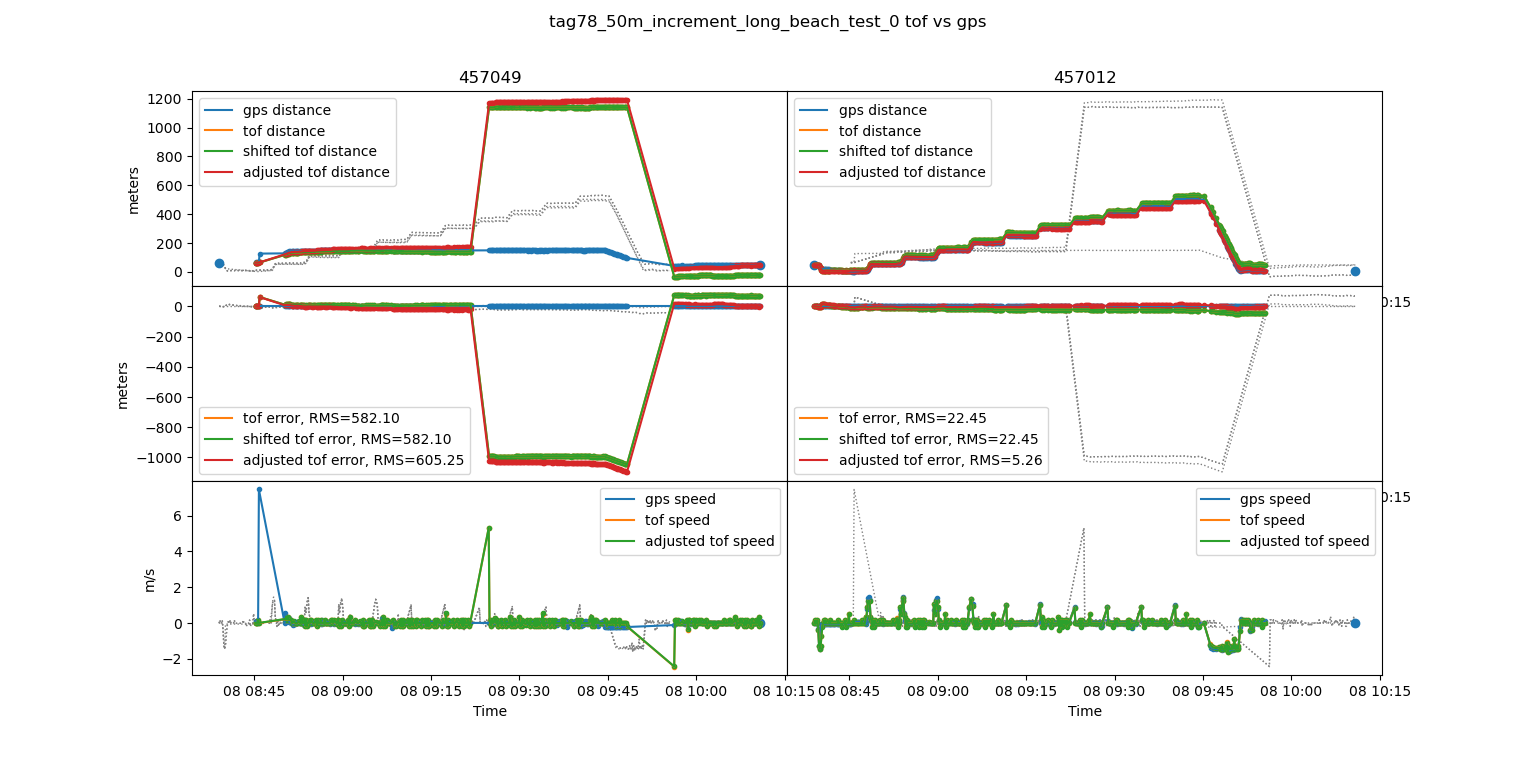 tag78_50m_increment_long_beach_test_0 tof vs gps
457049
457012
1200
1000
800
600
400
200
0
meters
gps distance
tof distance
shifted tof distance
adjusted tof distance
gps distance
tof distance
shifted tof distance
adjusted tof distance
0:15
0
−200
−400
−600
−800
−1000
meters
tof error, RMS=582.10
shifted tof error, RMS=582.10
adjusted tof error, RMS=605.25
tof error, RMS=22.45
shifted tof error, RMS=22.45
adjusted tof error, RMS=5.26
0:15
6
4
2
0
−2
m/s
gps speed
tof speed
adjusted tof speed
gps speed
tof speed
adjusted tof speed
08 08:45 08 09:00 08 09:15 08 09:30 08 09:45 08 10:00 08 10:15
08 08:45 08 09:00 08 09:15 08 09:30 08 09:45 08 10:00 08 10:15
Time
Time